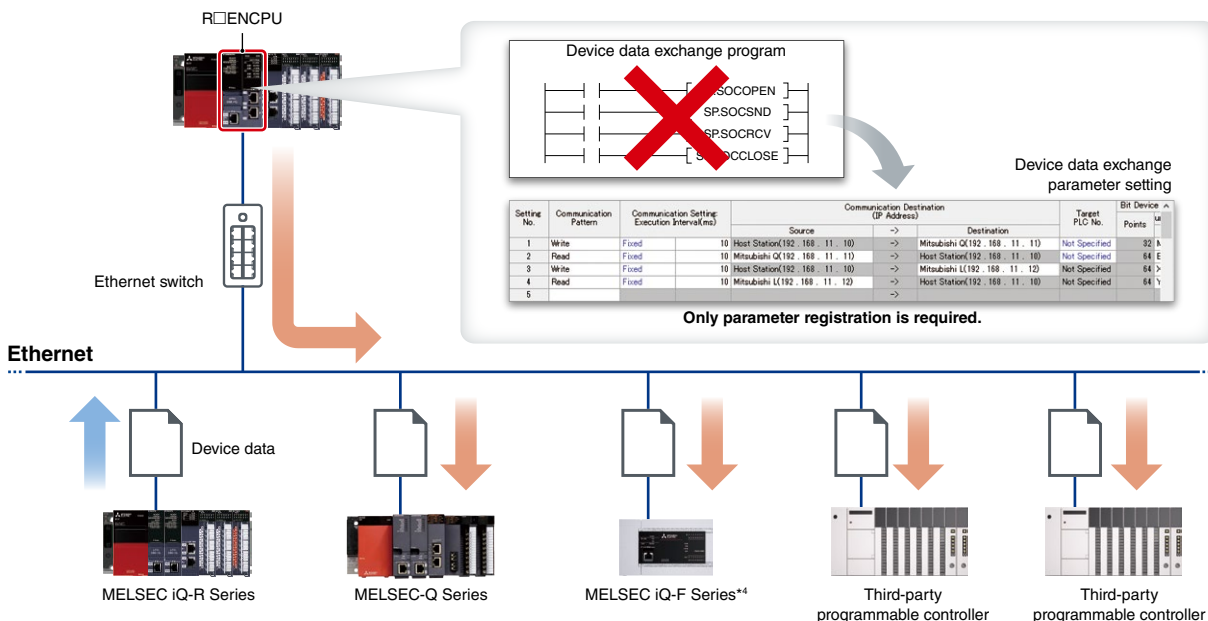 R□ENCPU
Device data exchange program
SP.SOCOPEN
SP.SOCSND
SP.SOCRCV
CCLOSE
Device data exchange
parameter setting
Setting No. Communication Pattern Communication Setting: Execution Interval(ms) Communication Destination (IP Address) Target PLC No. Bit Device
Source -> Destination Points
1 Write Fixed 10 Host Station(192 . 168 . 11 . 10) -> Mitsubishi Q(192 . 168 . 11 . 11) Not Specified 32
2 Read Fixed 10 Mitsubishi Q(192 . 168 . 11 . 11) -> Host Station(192 . 168 . 11 . 10) Not Specified 64
3 Write Fixed 10 Host Station(192 . 168 . 11 . 10) -> Mitsubishi L(192 . 168 . 11 . 12) Not Specified 64
4 Read Fixed 10 Mitsubishi L(192 . 168 . 11 . 12) -> Host Station(192 . 168 . 11 . 10) Not Specified 64
5 ->
Only parameter registration is required.
Ethernet switch
Ethernet
Device data
MELSEC iQ-R Series
MELSEC-Q Series
MELSEC iQ-F Series*4
Third-party
programmable controller
Third-party
programmable controller